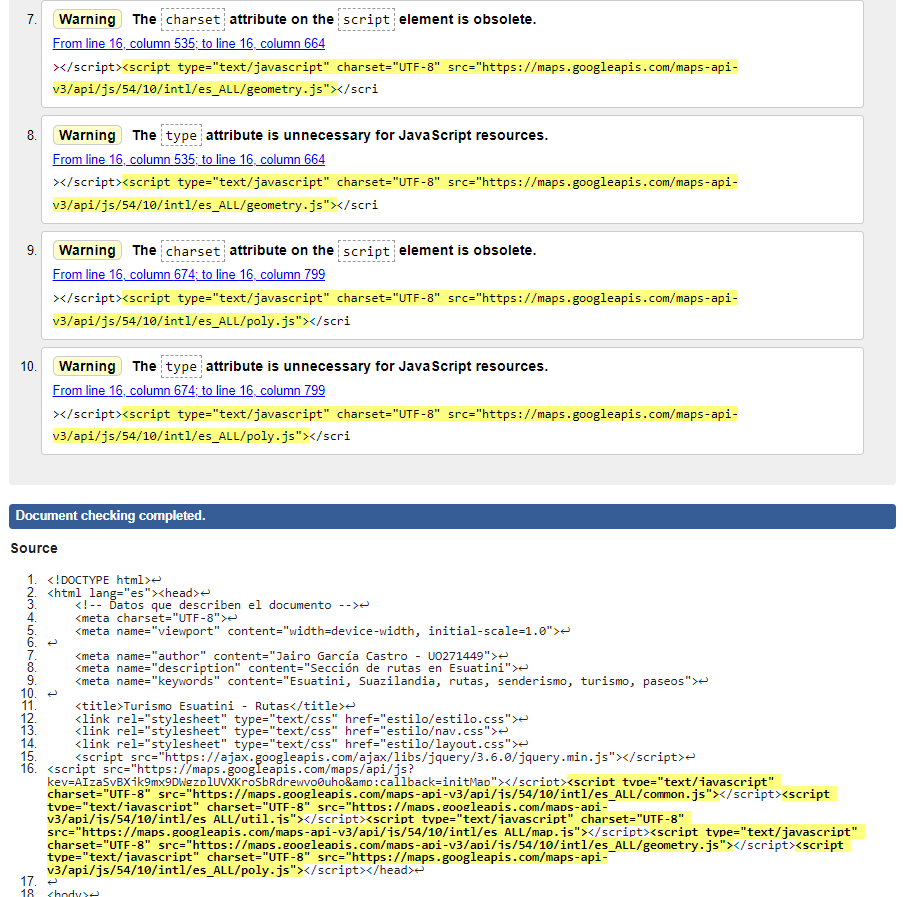 7. Warning The charset attribute on the script element is obsolete.
From line 16, column 535; to line 16, column 664
></script><script type="text/javascript" charset="UTF-8" src="https://maps.googleapis.com/maps-api-
v3/api/js/54/10/intl/es_ALL/geometry.js"></scri
8. Warning The type attribute is unnecessary for JavaScript resources.
From line 16, column 535; to line 16, column 664
></script><script type="text/javascript" charset="UTF-8" src="https://maps.googleapis.com/maps-api-
v3/api/js/54/10/intl/es_ALL/geometry.js"></scri
9. Warning The charset attribute on the script element is obsolete.
From line 16, column 674; to line 16, column 799
></script><script type="text/javascript" charset="UTF-8" src="https://maps.googleapis.com/maps-api-
v3/api/js/54/10/intl/es_ALL/poly.js"></scri
10. Warning The type attribute is unnecessary for JavaScript resources.
From line 16, column 674; to line 16, column 799
></script><script type="text/javascript" charset="UTF-8" src="https://maps.googleapis.com/maps-api-
v3/api/js/54/10/intl/es_ALL/poly.js"></scri
Document checking completed.
Source
1. <!DOCTYPE html>↩
2. <html lang="es"><head>↩
3. <!-- Datos que describen el documento -->↩
4. <meta charset="UTF-8">↩
5. <meta name="viewport" content="width=device-width, initial-scale=1.0">↩
6. ↩
7. <meta name="author" content="Jairo García Castro - UO271449">↩
8. <meta name="description" content="Sección de rutas en Esuatini">↩
9. <meta name="keywords" content="Esuatini, Suazilandia, rutas, senderismo, turismo, paseos">↩
10. ↩
11. <title>Turismo Esuatini - Rutas</title>↩
12. <link rel="stylesheet" type="text/css" href="estilo/estilo.css">↩
13. <link rel="stylesheet" type="text/css" href="estilo/nav.css">↩
14. <link rel="stylesheet" type="text/css" href="estilo/layout.css">↩
15. <script src="https://ajax.googleapis.com/ajax/libs/jquery/3.6.0/jquery.min.js"></script>↩
16. <script src="https://maps.googleapis.com/maps/api/js?
&amp;callback=initMap"></script><script type="text/javascript"
charset="UTF-8" src="https://maps.googleapis.com/maps-api-v3/api/js/54/10/intl/es_ALL/common.js"></script><script
type="text/javascript" charset="UTF-8" src="https://maps.googleapis.com/maps-api-
v3/api/js/54/10/intl/es_ALL/util.js"></script><script type="text/javascript" charset="UTF-8"
src="https://maps.googleapis.com/maps-api-v3/api/js/54/10/intl/es_ALL/map.js"></script><script type="text/javascript"
charset="UTF-8" src="https://maps.googleapis.com/maps-api-v3/api/js/54/10/intl/es_ALL/geometry.js"></script><script
type="text/javascript" charset="UTF-8" src="https://maps.googleapis.com/maps-api-
v3/api/js/54/10/intl/es_ALL/poly.js"></script></head>↩
17. ↩
18. <body>↩